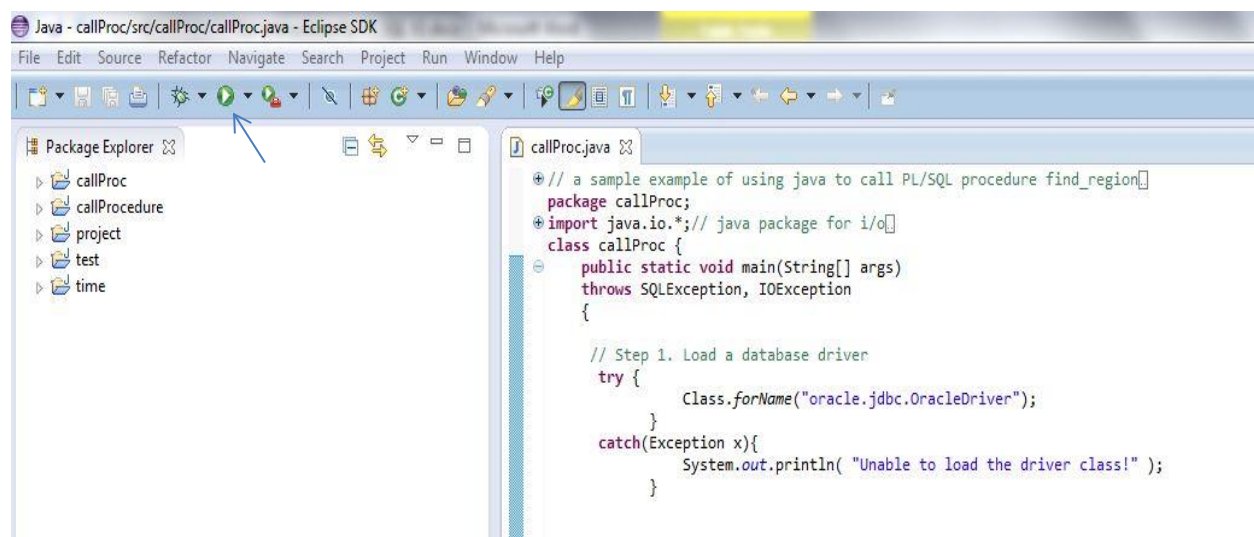 Java - callProc/src/callProc/callProc.java - Eclipse SDK
File Edit Source Refactor Navigate Search Project Run Window Help
Package Explorer
callProc
callProcedure
project
test
time
callProc.java
// a sample example of using java to call PL/SQL procedure find_region
package callProc;
import java.io.*;// java package for i/o
class callProc {
public static void main(String[] args)
throws SQLException, IOException
{
// Step 1. Load a database driver
try {
Class.forName("oracle.jdbc.OracleDriver");
}
catch(Exception x){
System.out.println( "Unable to load the driver class!" );
}